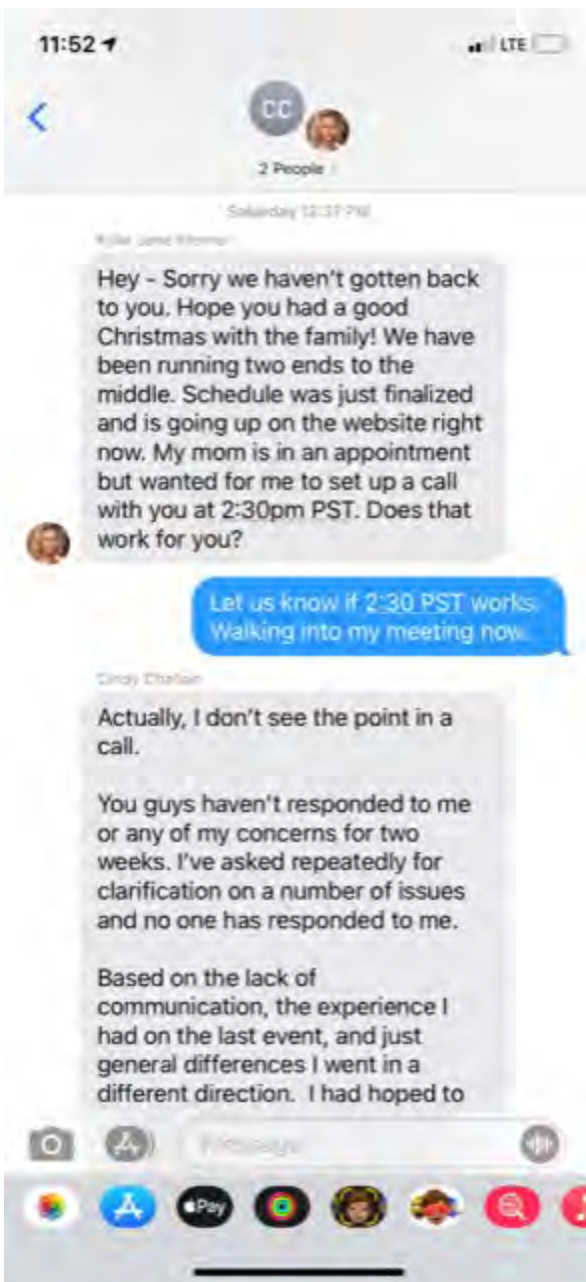 11:52
LTE
CC
2 People
Saturday 12:37 PM
Hey - Sorry we haven't gotten back
to you. Hope you had a good
Christmas with the family! We have
been running two ends to the
middle. Schedule was just finalized
and is going up on the website right
now. My mom is in an appointment
but wanted for me to set up a call
with you at 2:30pm PST. Does that
work for you?
Let us know if 2:30 PST works.
Walking into my meeting now.
Cindy
Actually, I don't see the point in a
call.
You guys haven't responded to me
or any of my concerns for two
weeks. I've asked repeatedly for
clarification on a number of issues
and no one has responded to me.
Based on the lack of
communication, the experience I
had on the last event, and just
general differences I went in a
different direction.  I had hoped to
Pay